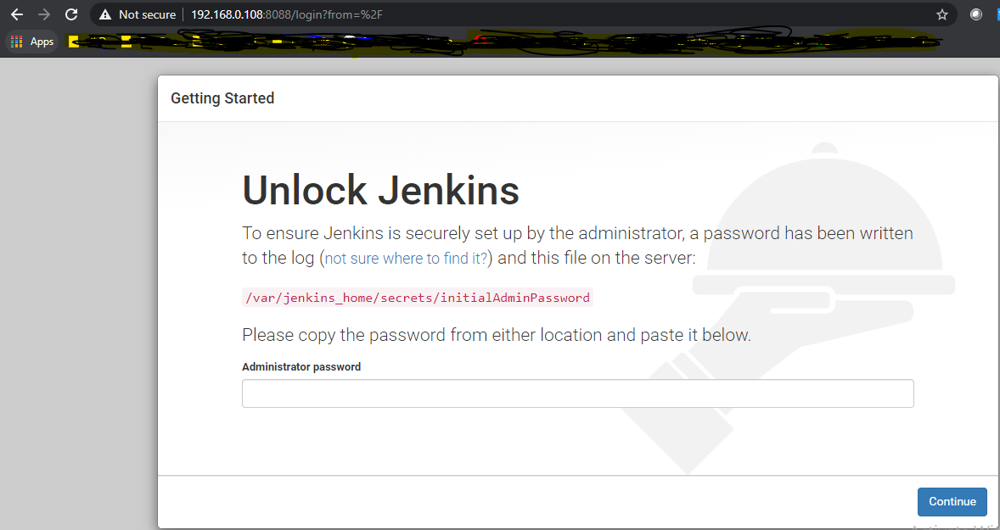 Not secure 192.168.0.108:8088/login?from=%2F
Apps
Getting Started
Unlock Jenkins
To ensure Jenkins is securely set up by the administrator, a password has been written
to the log (not sure where to find it?) and this file on the server:
/var/jenkins_home/secrets/initialAdminPassword
Please copy the password from either location and paste it below.
Administrator password
Continue